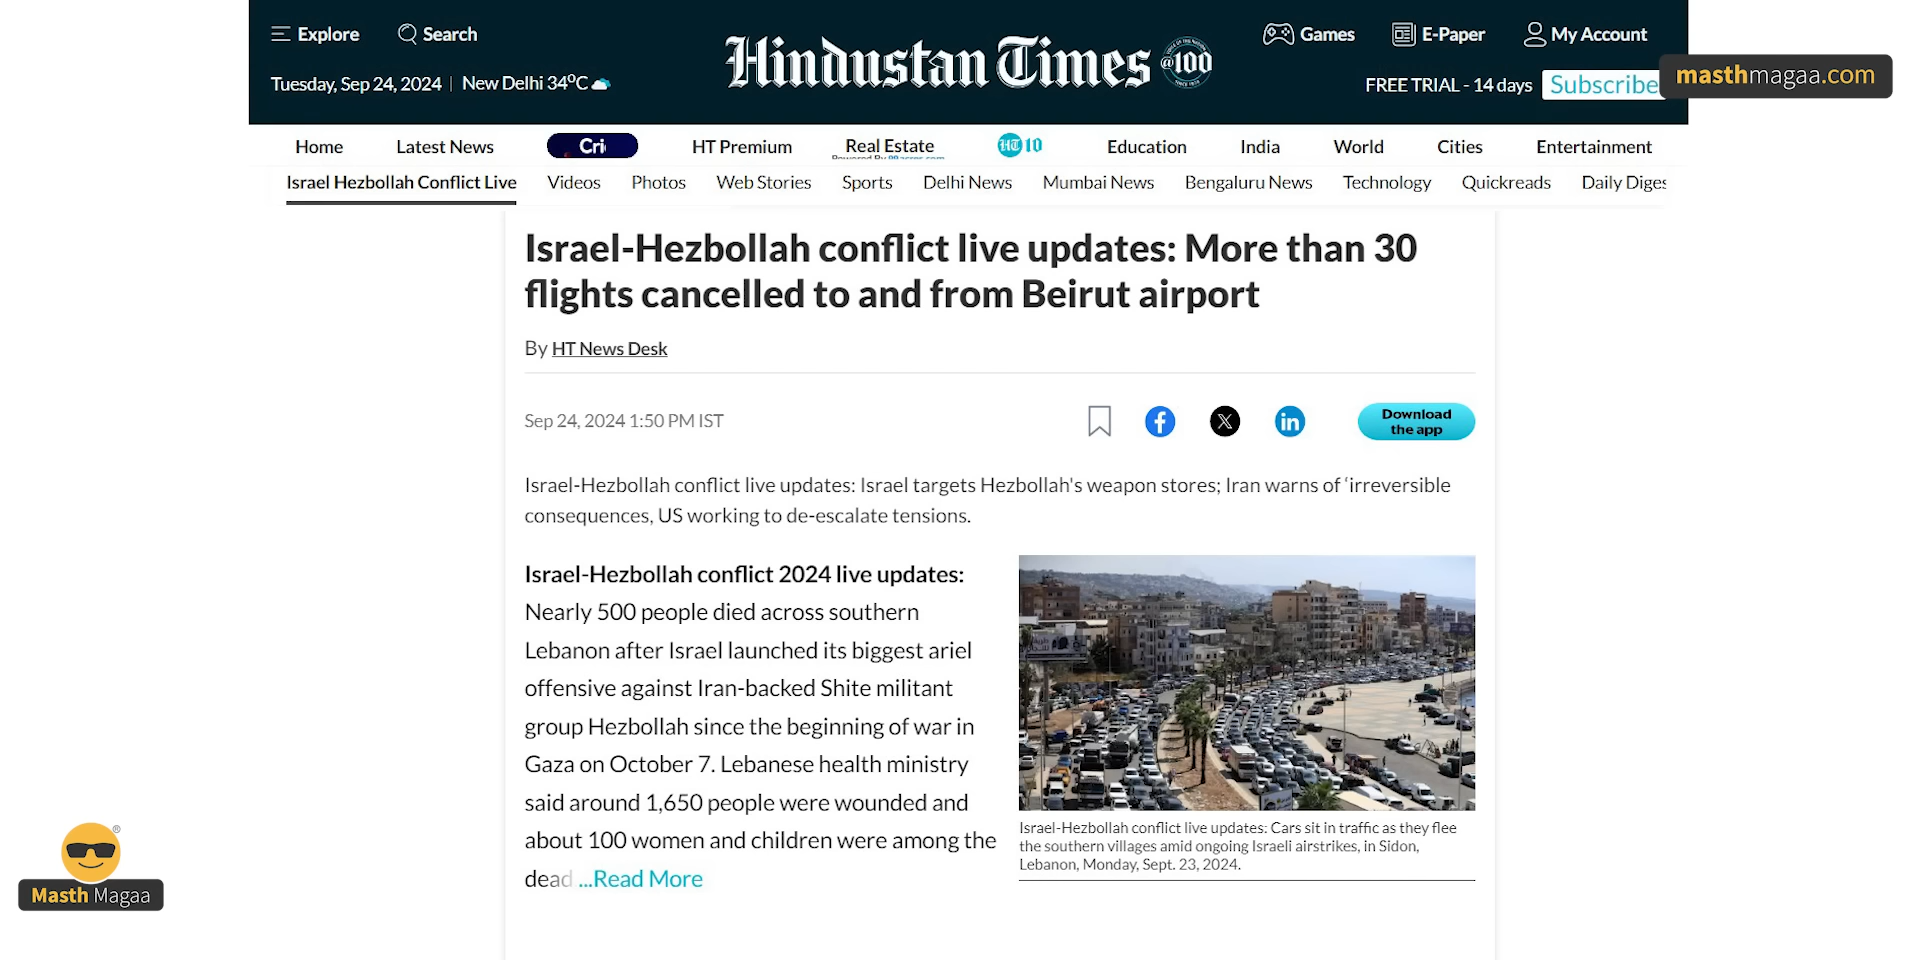 Explore
Search
Games
E-Paper
My Account
Hindustan Times
@100
Tuesday, Sep 24, 2024 | New Delhi 34°C
FREE TRIAL - 14 days Subscribe
masthmagaa.com
Home Latest News Cri HT Premium Real Estate HT 10 Education India World Cities Entertainment
Powered By 99acres.com
Israel Hezbollah Conflict Live Videos Photos Web Stories Sports Delhi News Mumbai News Bengaluru News Technology Quickreads Daily Diges
Israel-Hezbollah conflict live updates: More than 30
flights cancelled to and from Beirut airport
By HT News Desk
Sep 24, 2024 1:50 PM IST
Download
the app
Israel-Hezbollah conflict live updates: Israel targets Hezbollah's weapon stores; Iran warns of ‘irreversible
consequences, US working to de-escalate tensions.
Israel-Hezbollah conflict 2024 live updates:
Nearly 500 people died across southern
Lebanon after Israel launched its biggest ariel
offensive against Iran-backed Shite militant
group Hezbollah since the beginning of war in
Gaza on October 7. Lebanese health ministry
said around 1,650 people were wounded and
about 100 women and children were among the
dead ...Read More
Israel-Hezbollah conflict live updates: Cars sit in traffic as they flee
the southern villages amid ongoing Israeli airstrikes, in Sidon,
Lebanon, Monday, Sept. 23, 2024.
Masth Magaa